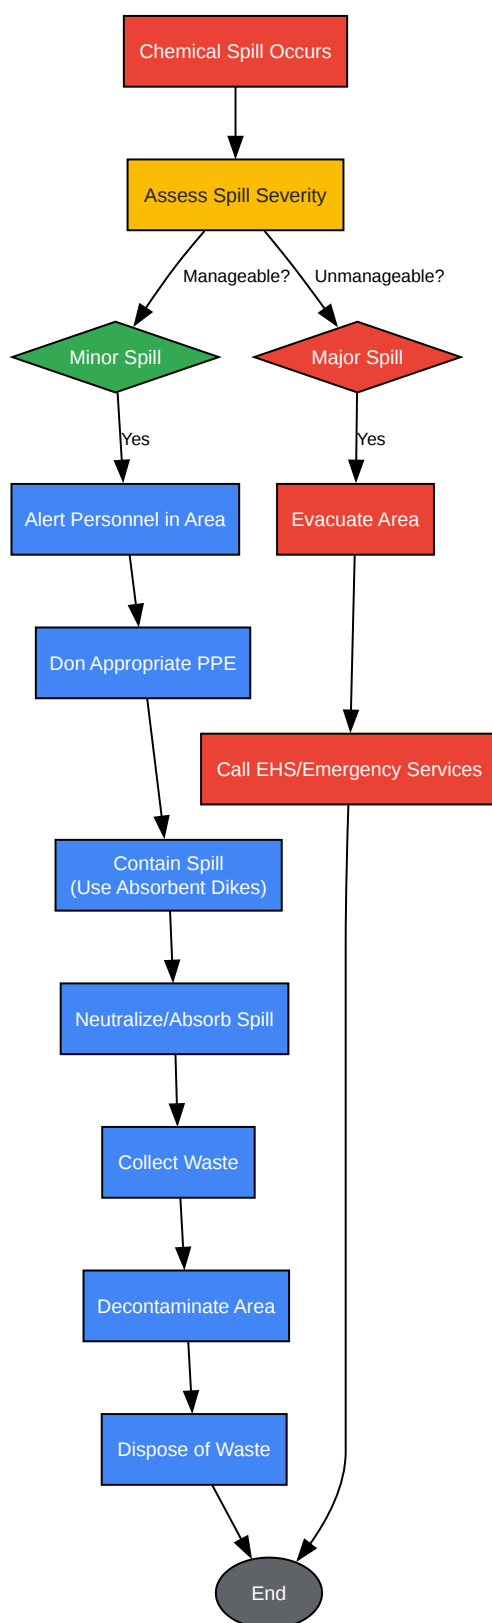 Chemical Spill Occurs
Assess Spill Severity
Manageable?
Unmanageable?
Minor Spill
Major Spill
Yes
Yes
Alert Personnel in Area
Evacuate Area
Don Appropriate PPE
Call EHS/Emergency Services
Contain Spill
(Use Absorbent Dikes)
Neutralize/Absorb Spill
Collect Waste
Decontaminate Area
Dispose of Waste
End